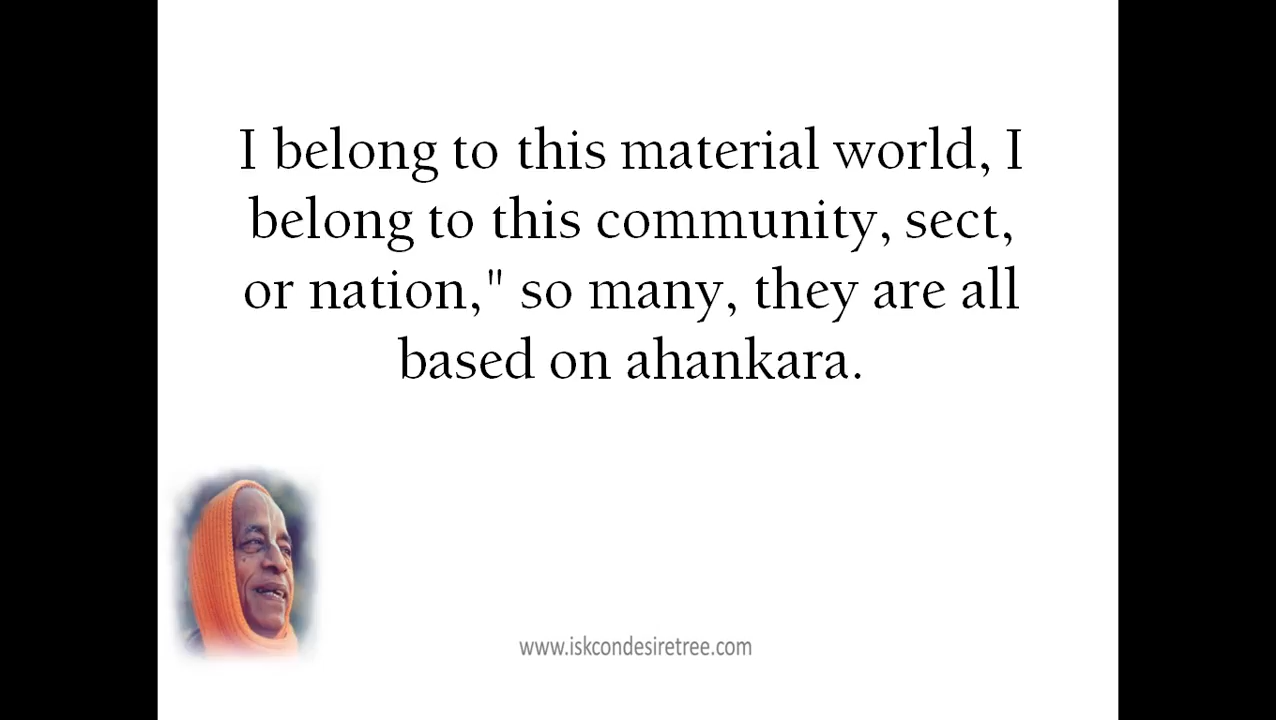 I belong to this material world, I
belong to this community, sect,
or nation," so many, they are all
based on ahankara.
www.iskcondesiretree.com